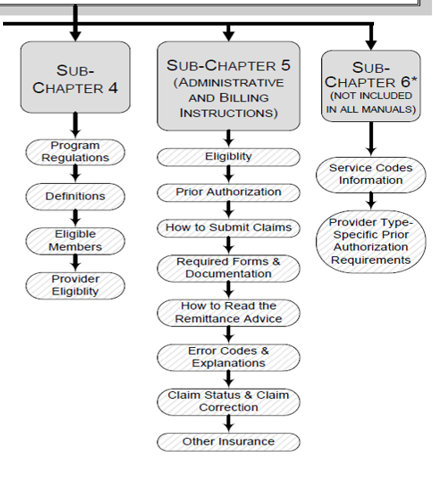 SUB-
CHAPTER 4
Program
Regulations
Definitions
Eligible
Members
Provider
Eligiblity
SUB-CHAPTER 5
(ADMINISTRATIVE
AND BILLING
INSTRUCTIONS)
Eligiblity
Prior Authorization
How to Submit Claims
Required Forms &
Documentation
How to Read the
Remittance Advice
Error Codes &
Explanations
Claim Status & Claim
Correction
Other Insurance
SUB-
CHAPTER 6*
(NOT INCLUDED
IN ALL MANUALS)
Service Codes
Information
Provider Type-
Specific Prior
Authorization
Requirements